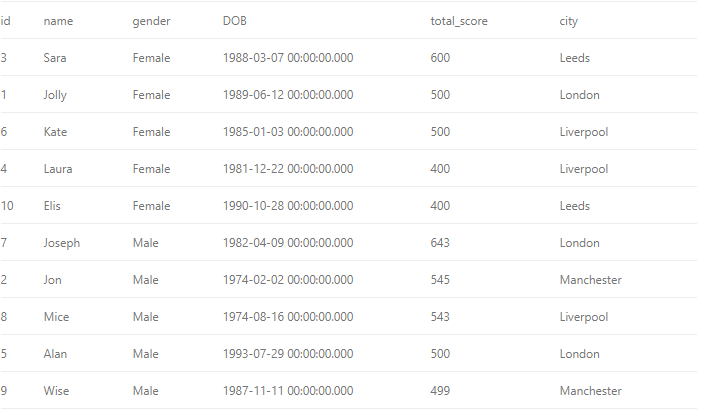 id name gender DOB total_score city
3 Sara Female 1988-03-07 00:00:00.000 600 Leeds
1 Jolly Female 1989-06-12 00:00:00.000 500 London
6 Kate Female 1985-01-03 00:00:00.000 500 Liverpool
4 Laura Female 1981-12-22 00:00:00.000 400 Liverpool
10 Elis Female 1990-10-28 00:00:00.000 400 Leeds
7 Joseph Male 1982-04-09 00:00:00.000 643 London
2 Jon Male 1974-02-02 00:00:00.000 545 Manchester
8 Mice Male 1974-08-16 00:00:00.000 543 Liverpool
5 Alan Male 1993-07-29 00:00:00.000 500 London
9 Wise Male 1987-11-11 00:00:00.000 499 Manchester